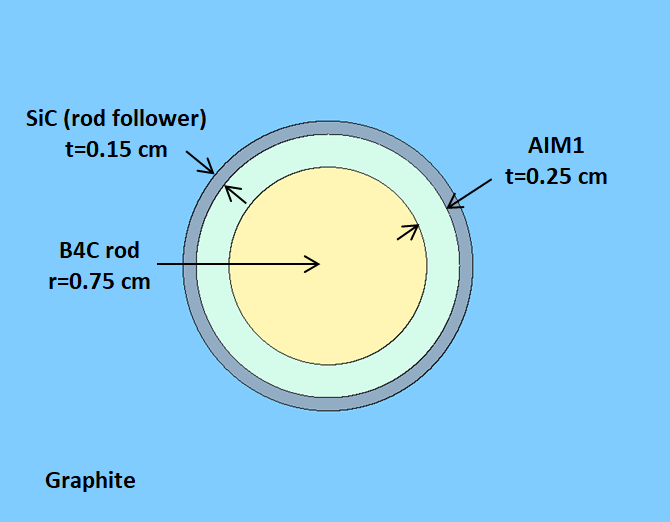 SiC (rod follower)
t=0.15 cm
AIM1
t=0.25 cm
B4C rod
r=0.75 cm
Graphite